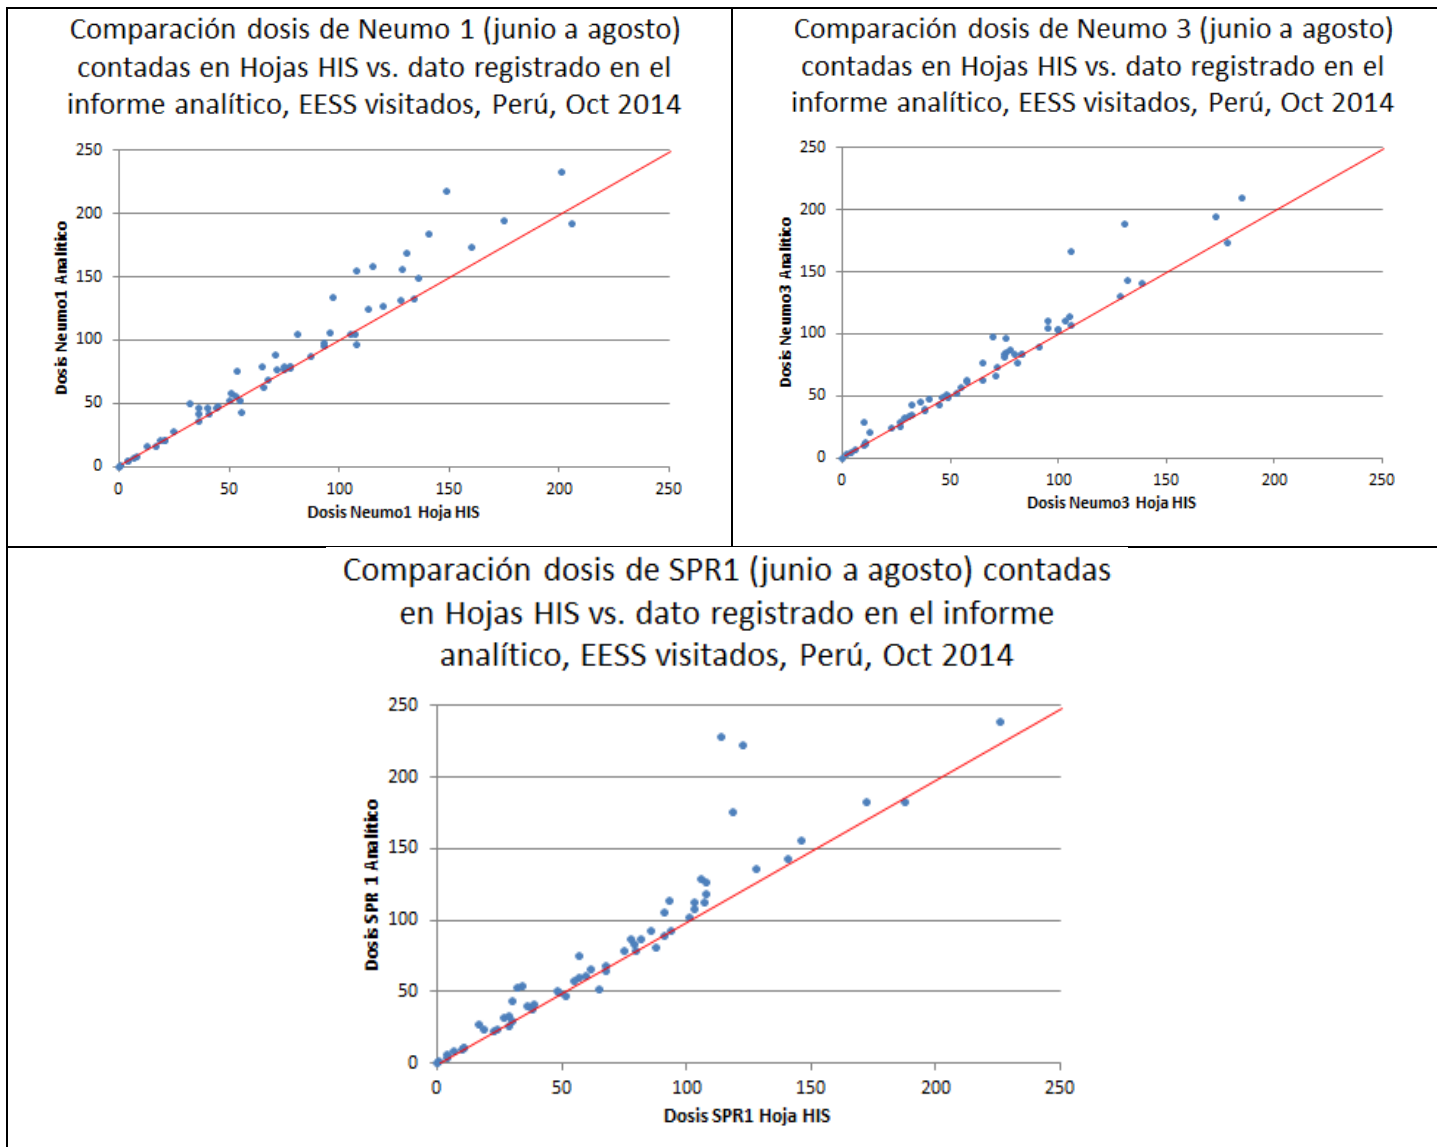 Comparación dosis de Neumo 1 (junio a agosto)
contadas en Hojas HIS vs. dato registrado en el
informe analítico, EESS visitados, Perú, Oct 2014
Dosis Neumo1 Analítico
250
200
150
100
50
0
0 50 100 150 200 250
Dosis Neumo1 Hoja HIS
Comparación dosis de Neumo 3 (junio a agosto)
contadas en Hojas HIS vs. dato registrado en el
informe analítico, EESS visitados, Perú, Oct 2014
Dosis Neumo3 Analítico
250
200
150
100
50
0
0 50 100 150 200 250
Dosis Neumo3 Hoja HIS
Comparación dosis de SPR1 (junio a agosto) contadas
en Hojas HIS vs. dato registrado en el informe
analítico, EESS visitados, Perú, Oct 2014
Dosis SPR 1 Analítico
250
200
150
100
50
0
0 50 100 150 200 250
Dosis SPR1 Hoja HIS